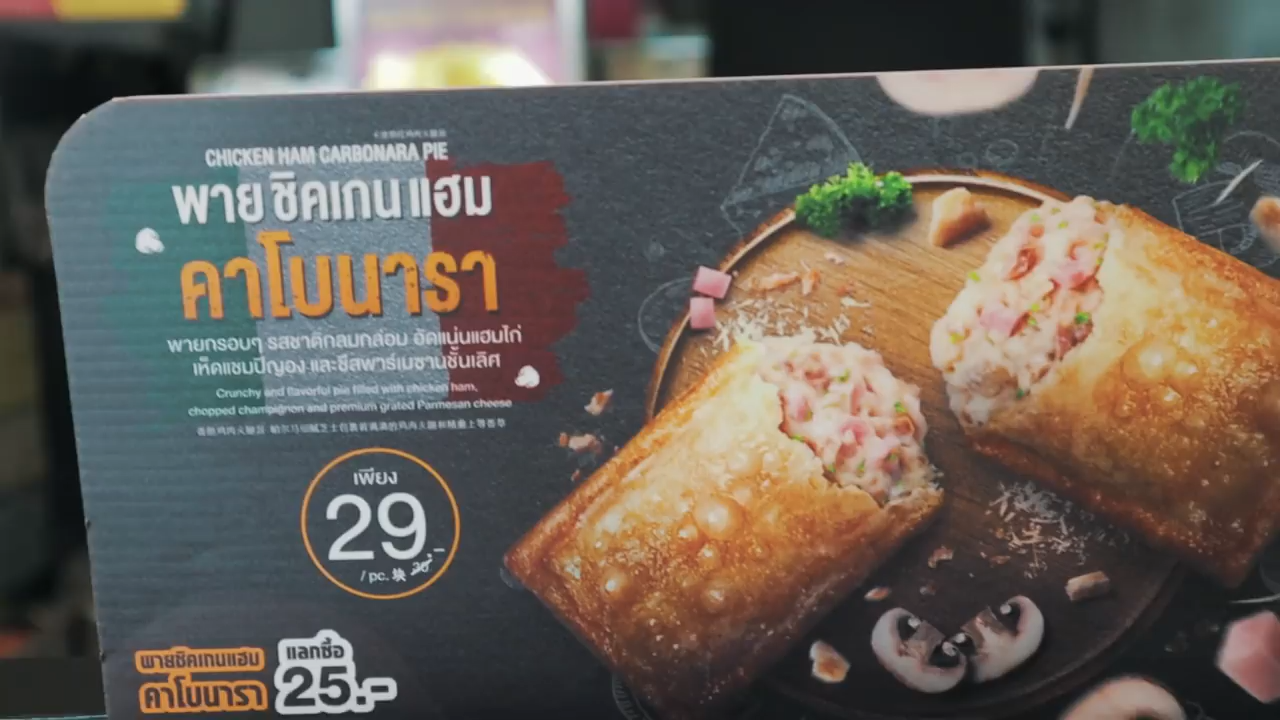 CHICKEN HAM CARBONARA PIE
พาย ชิคเกน แฮม
คาโบนารา
พายกรอบๆ รสชาติกลมกล่อม อัดแน่นแฮมไก่
เห็ดแชมปิญอง และชีสพาร์เมซานชั้นเลิศ
Crunchy and flavorful pie filled with chicken ham,
chopped champignon and premium grated Parmesan cheese
เพียง
29.-
/ pc. 块
พายชิคเกนแฮม
คาโบนารา
แลกซื้อ
25.-